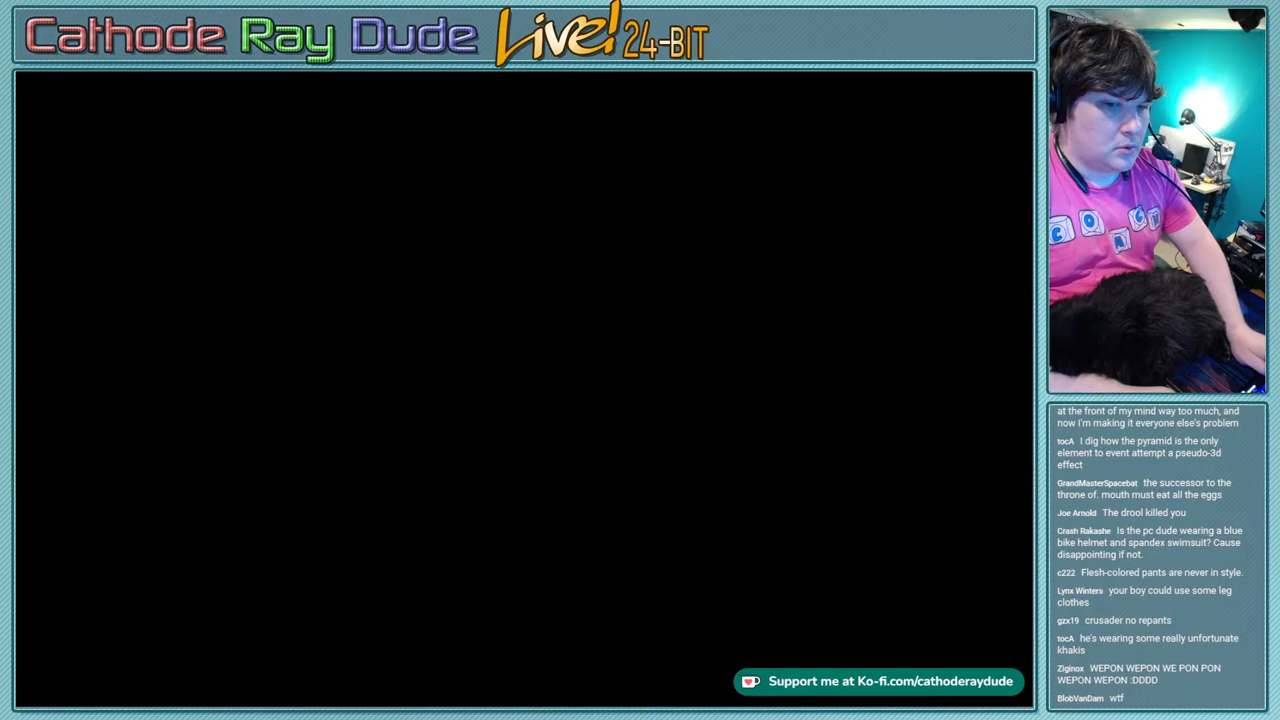 Cathode Ray Dude Live! 24-BIT
at the front of my mind way too much, and
now I'm making it everyone else's problem
tocA I dig how the pyramid is the only
element to event attempt a pseudo-3d
effect
GrandMasterSpacebat the successor to the
throne of. mouth must eat all the eggs
Joe Arnold The drool killed you
Crash Rakashe Is the pc dude wearing a blue
bike helmet and spandex swimsuit? Cause
disappointing if not.
c222 Flesh-colored pants are never in style.
Lynx Winters your boy could use some leg
clothes
gzx19 crusader no repants
tocA he's wearing some really unfortunate
khakis
Ziginox WEPON WEPON WE PON PON
WEPON WEPON :DDDD
BlobVanDam wtf
Support me at Ko-fi.com/cathoderaydude